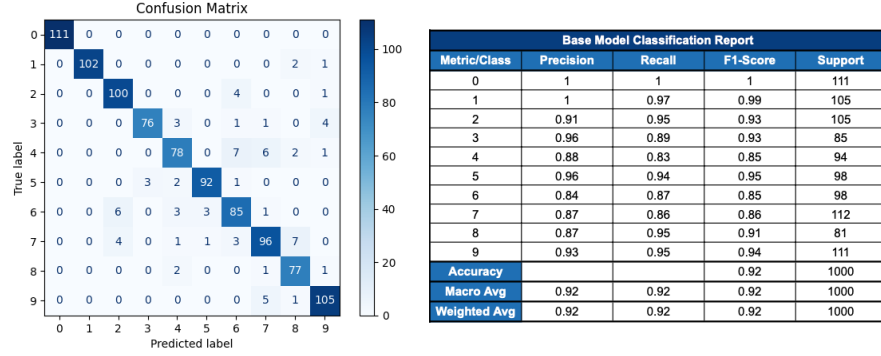 Confusion Matrix
0 111 0 0 0 0 0 0 0 0 0
1 0 102 0 0 0 0 0 0 2 1
2 0 0 100 0 0 0 4 0 0 1
3 0 0 0 76 3 0 1 1 0 4
4 0 0 0 0 78 0 7 6 2 1
5 0 0 0 3 2 92 1 0 0 0
6 0 0 6 0 3 3 85 1 0 0
7 0 0 4 0 1 1 3 96 7 0
8 0 0 0 0 2 0 0 1 77 1
9 0 0 0 0 0 0 0 5 1 105
0 1 2 3 4 5 6 7 8 9
True label
Predicted label
100
80
60
40
20
0
Base Model Classification Report
Metric/Class Precision Recall F1-Score Support
0 1 1 1 111
1 1 0.97 0.99 105
2 0.91 0.95 0.93 105
3 0.96 0.89 0.93 85
4 0.88 0.83 0.85 94
5 0.96 0.94 0.95 98
6 0.84 0.87 0.85 98
7 0.87 0.86 0.86 112
8 0.87 0.95 0.91 81
9 0.93 0.95 0.94 111
Accuracy 0.92 1000
Macro Avg 0.92 0.92 0.92 1000
Weighted Avg 0.92 0.92 0.92 1000